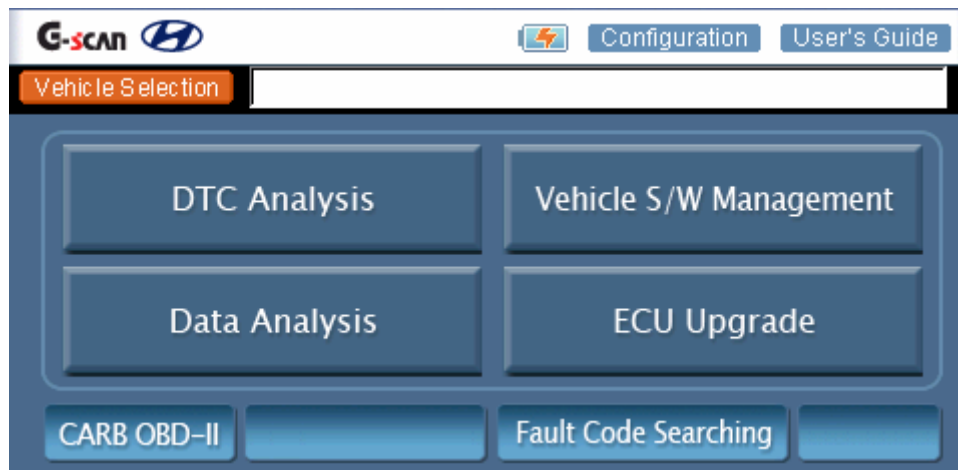 G-scan Configuration User's Guide
Vehicle Selection
DTC Analysis Vehicle S/W Management
Data Analysis ECU Upgrade
CARB OBD-II Fault Code Searching